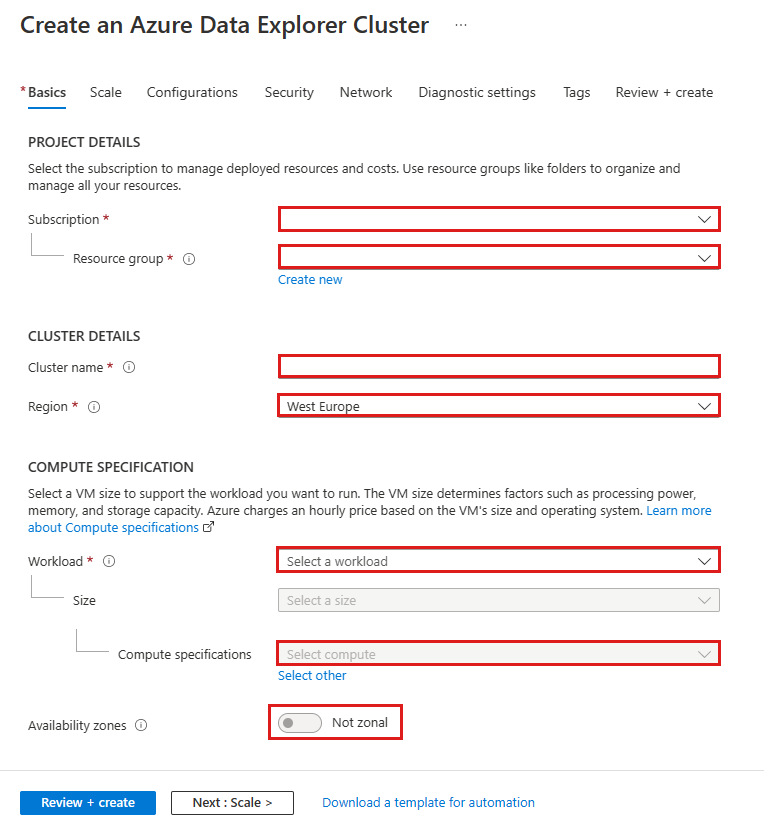 Create an Azure Data Explorer Cluster ...
* Basics Scale Configurations Security Network Diagnostic settings Tags Review + create
PROJECT DETAILS
Select the subscription to manage deployed resources and costs. Use resource groups like folders to organize and
manage all your resources.
Subscription *
Resource group *
Create new
CLUSTER DETAILS
Cluster name *
Region * West Europe
COMPUTE SPECIFICATION
Select a VM size to support the workload you want to run. The VM size determines factors such as processing power,
memory, and storage capacity. Azure charges an hourly price based on the VM's size and operating system. Learn more
about Compute specifications
Workload * Select a workload
Size Select a size
Compute specifications Select compute
Select other
Availability zones Not zonal
Review + create Next : Scale > Download a template for automation